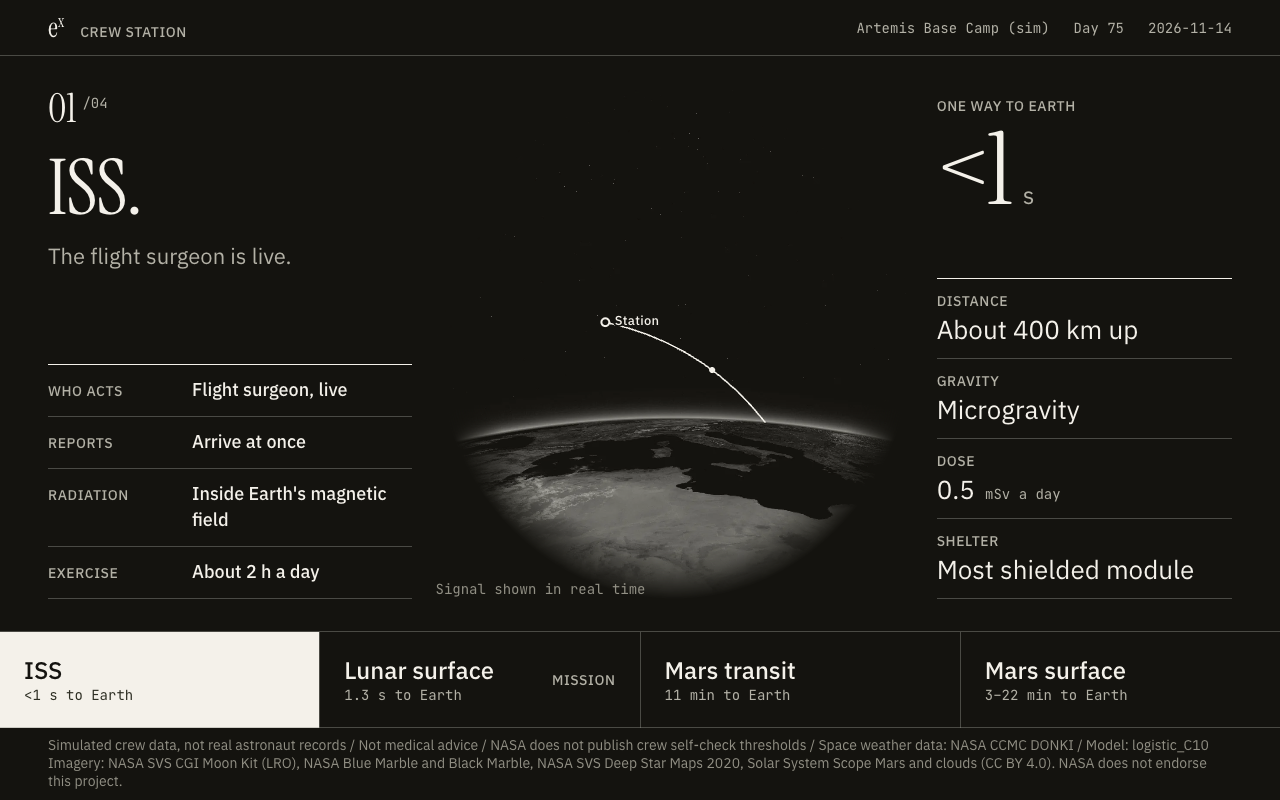 e^x CREW STATION
Artemis Base Camp (sim) Day 75 2026-11-14
01 /04
ISS.
The flight surgeon is live.
WHO ACTS Flight surgeon, live
REPORTS Arrive at once
RADIATION Inside Earth's magnetic
field
EXERCISE About 2 h a day
Station
Signal shown in real time
ONE WAY TO EARTH
<1 s
DISTANCE
About 400 km up
GRAVITY
Microgravity
DOSE
0.5 mSv a day
SHELTER
Most shielded module
ISS
<1 s to Earth
Lunar surface
1.3 s to Earth
MISSION
Mars transit
11 min to Earth
Mars surface
3–22 min to Earth
Simulated crew data, not real astronaut records / Not medical advice / NASA does not publish crew self-check thresholds / Space weather data: NASA CCMC DONKI / Model: logistic_C10
Imagery: NASA SVS CGI Moon Kit (LRO), NASA Blue Marble and Black Marble, NASA SVS Deep Star Maps 2020, Solar System Scope Mars and clouds (CC BY 4.0). NASA does not endorse
this project.